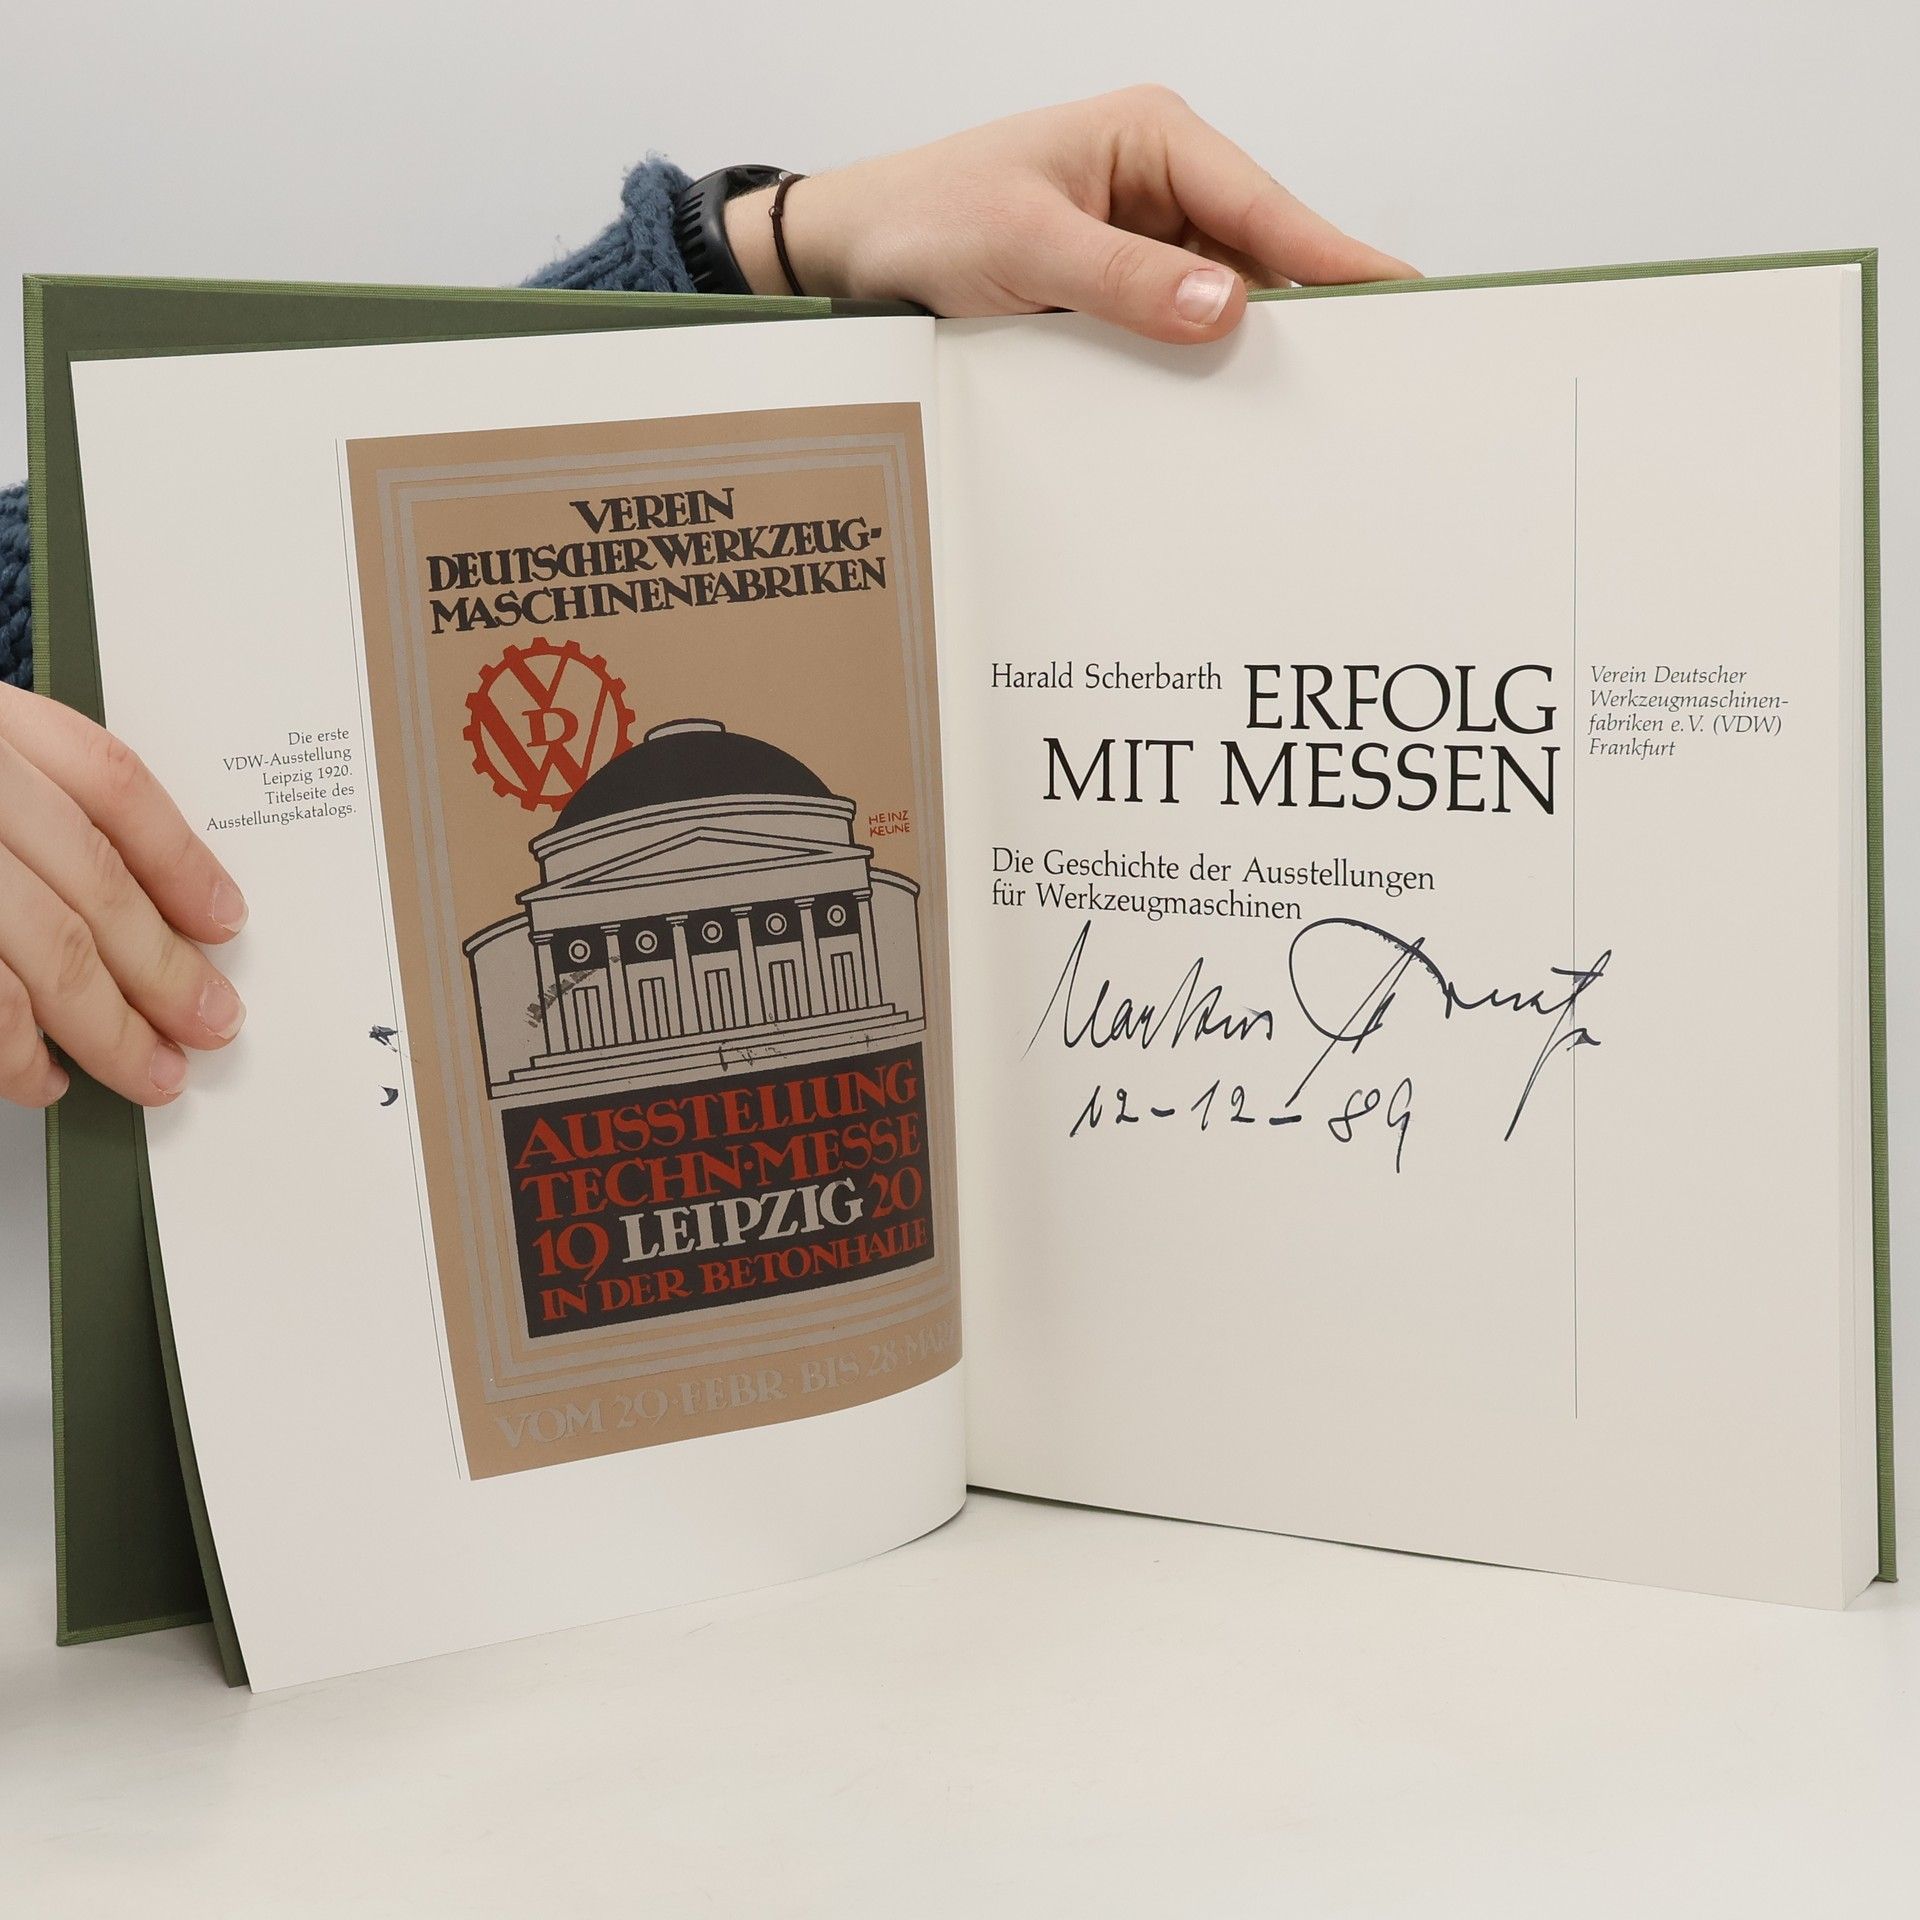 Die erste
VDW-Ausstellung
Leipzig 1920.
Titelseite des
Ausstellungskatalogs.
VEREIN
DEUTSCHER WERKZEUG-
MASCHINENFABRIKEN
VDW
HEINZ
KEUNE
AUSSTELLUNG
TECHN·MESSE
19 LEIPZIG 20
IN DER BETONHALLE
VOM 29·FEBR·BIS 28·MÄRZ
Harald Scherbarth ERFOLG
MIT MESSEN
Die Geschichte der Ausstellungen
für Werkzeugmaschinen
Verein Deutscher
Werkzeugmaschinen-
fabriken e.V. (VDW)
Frankfurt
12-12-89